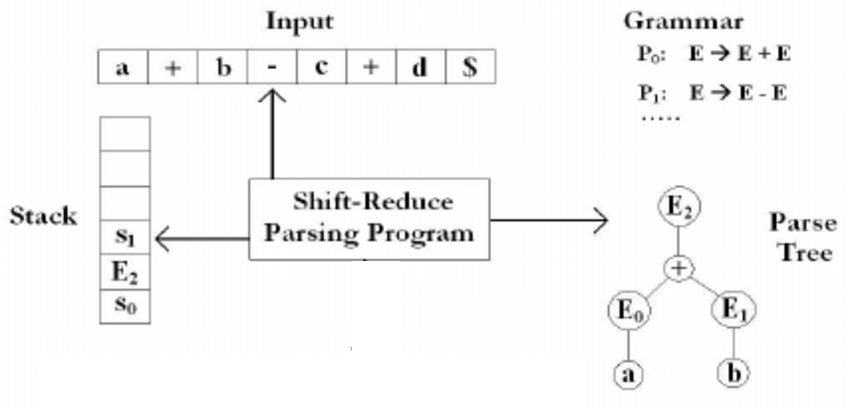 Input
a + b - c + d $
Grammar
P₀: E → E + E
P₁: E → E - E
.....
Stack
s₁
E₂
s₀
Shift-Reduce
Parsing Program
Parse
Tree
E₂
+
E₀ E₁
a b